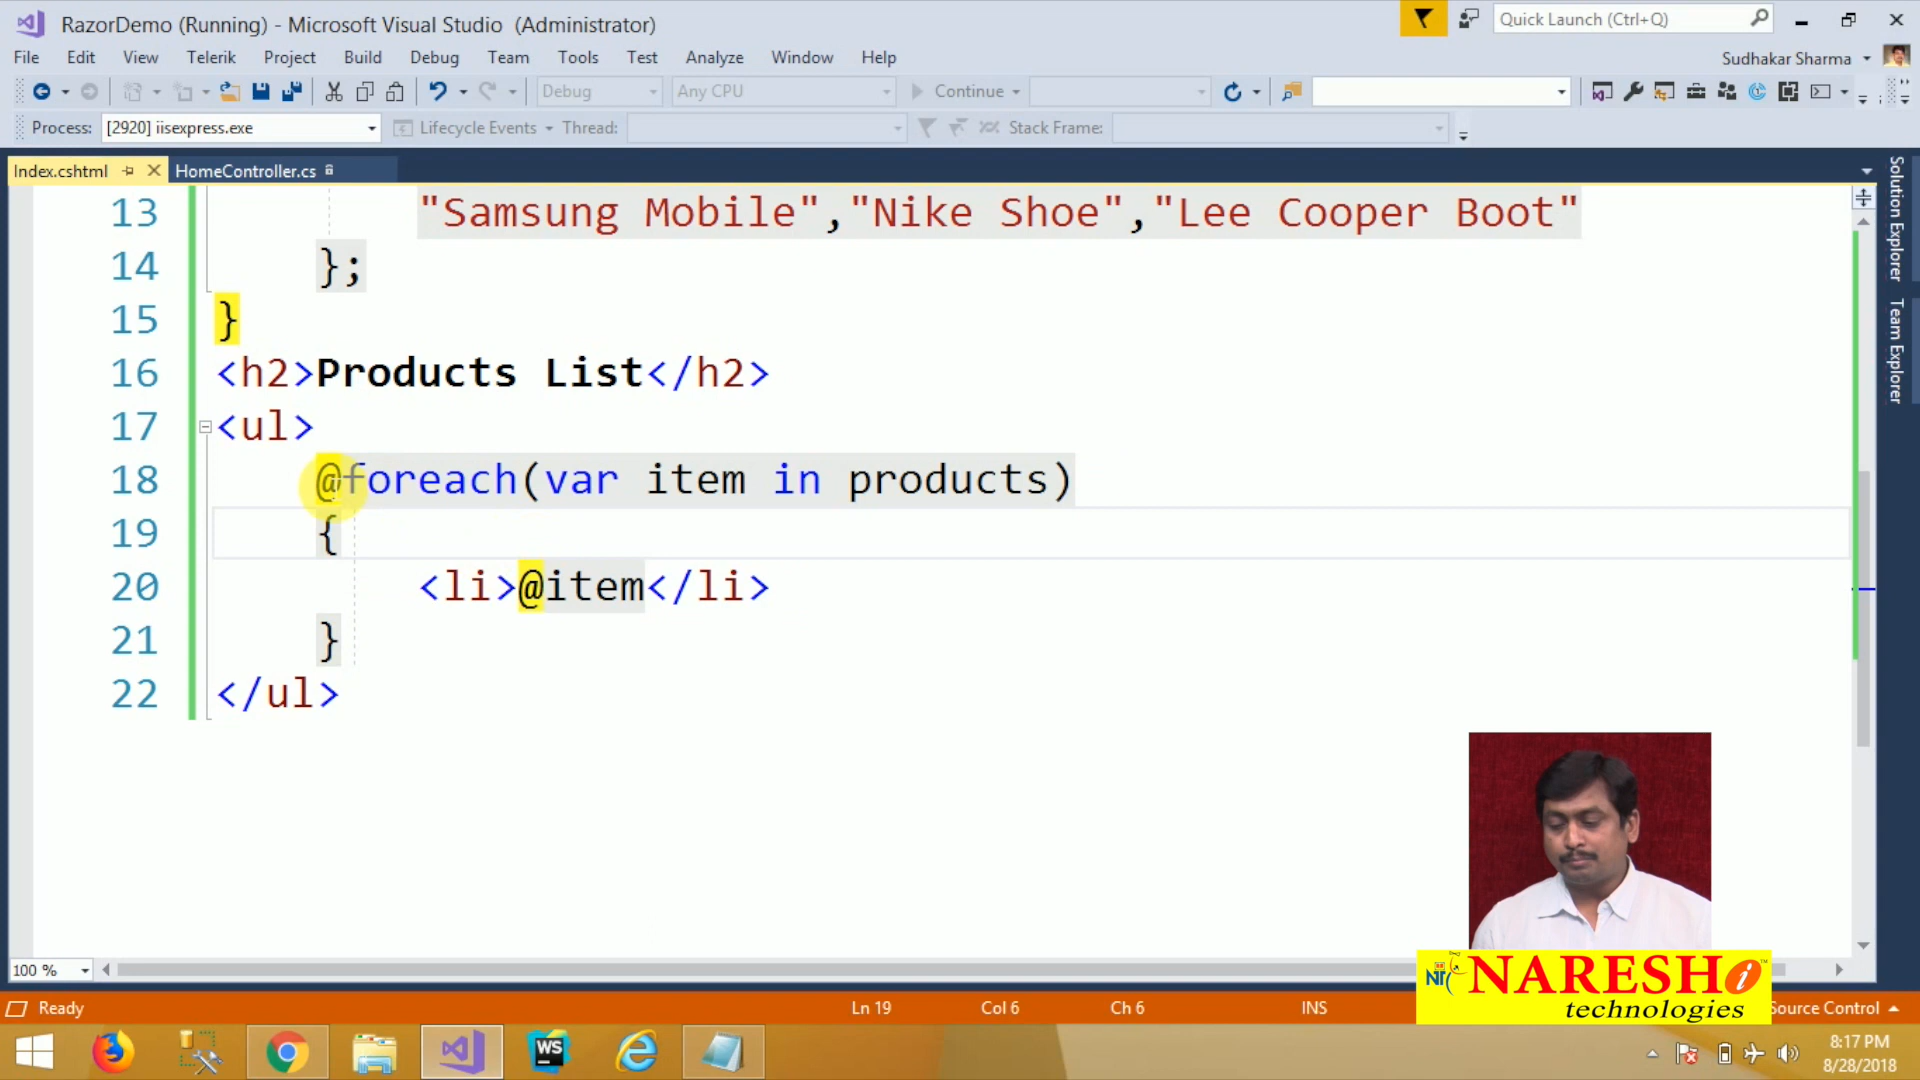 RazorDemo (Running) - Microsoft Visual Studio (Administrator)
Quick Launch (Ctrl+Q)
File Edit View Telerik Project Build Debug Team Tools Test Analyze Window Help
Sudhakar Sharma
Debug Any CPU Continue
Process: [2920] iisexpress.exe Lifecycle Events Thread: Stack Frame:
Index.cshtml HomeController.cs
Solution Explorer
Team Explorer
13 "Samsung Mobile","Nike Shoe","Lee Cooper Boot"
14 };
15 }
16 <h2>Products List</h2>
17 <ul>
18 @foreach(var item in products)
19 {
20 <li>@item</li>
21 }
22 </ul>
100 %
NARESH i
technologies
Ready Ln 19 Col 6 Ch 6 INS Source Control
WS
8:17 PM
8/28/2018